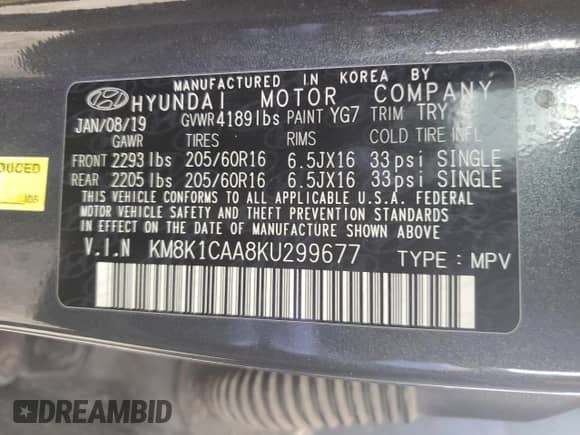 MANUFACTURED IN KOREA BY
HYUNDAI MOTOR COMPANY
JAN/08/19 GVWR 4189lbs PAINT YG7 TRIM TRY
GAWR TIRES RIMS COLD TIRE INFL
FRONT 2293lbs 205/60R16 6.5JX16 33psi SINGLE
REAR 2205lbs 205/60R16 6.5JX16 33psi SINGLE
THIS VEHICLE CONFORMS TO ALL APPLICABLE U.S.A. FEDERAL
MOTOR VEHICLE SAFETY AND THEFT PREVENTION STANDARDS
IN EFFECT ON THE DATE OF MANUFACTURE SHOWN ABOVE.
V.I.N KM8K1CAA8KU299677 TYPE : MPV
DREAMBID